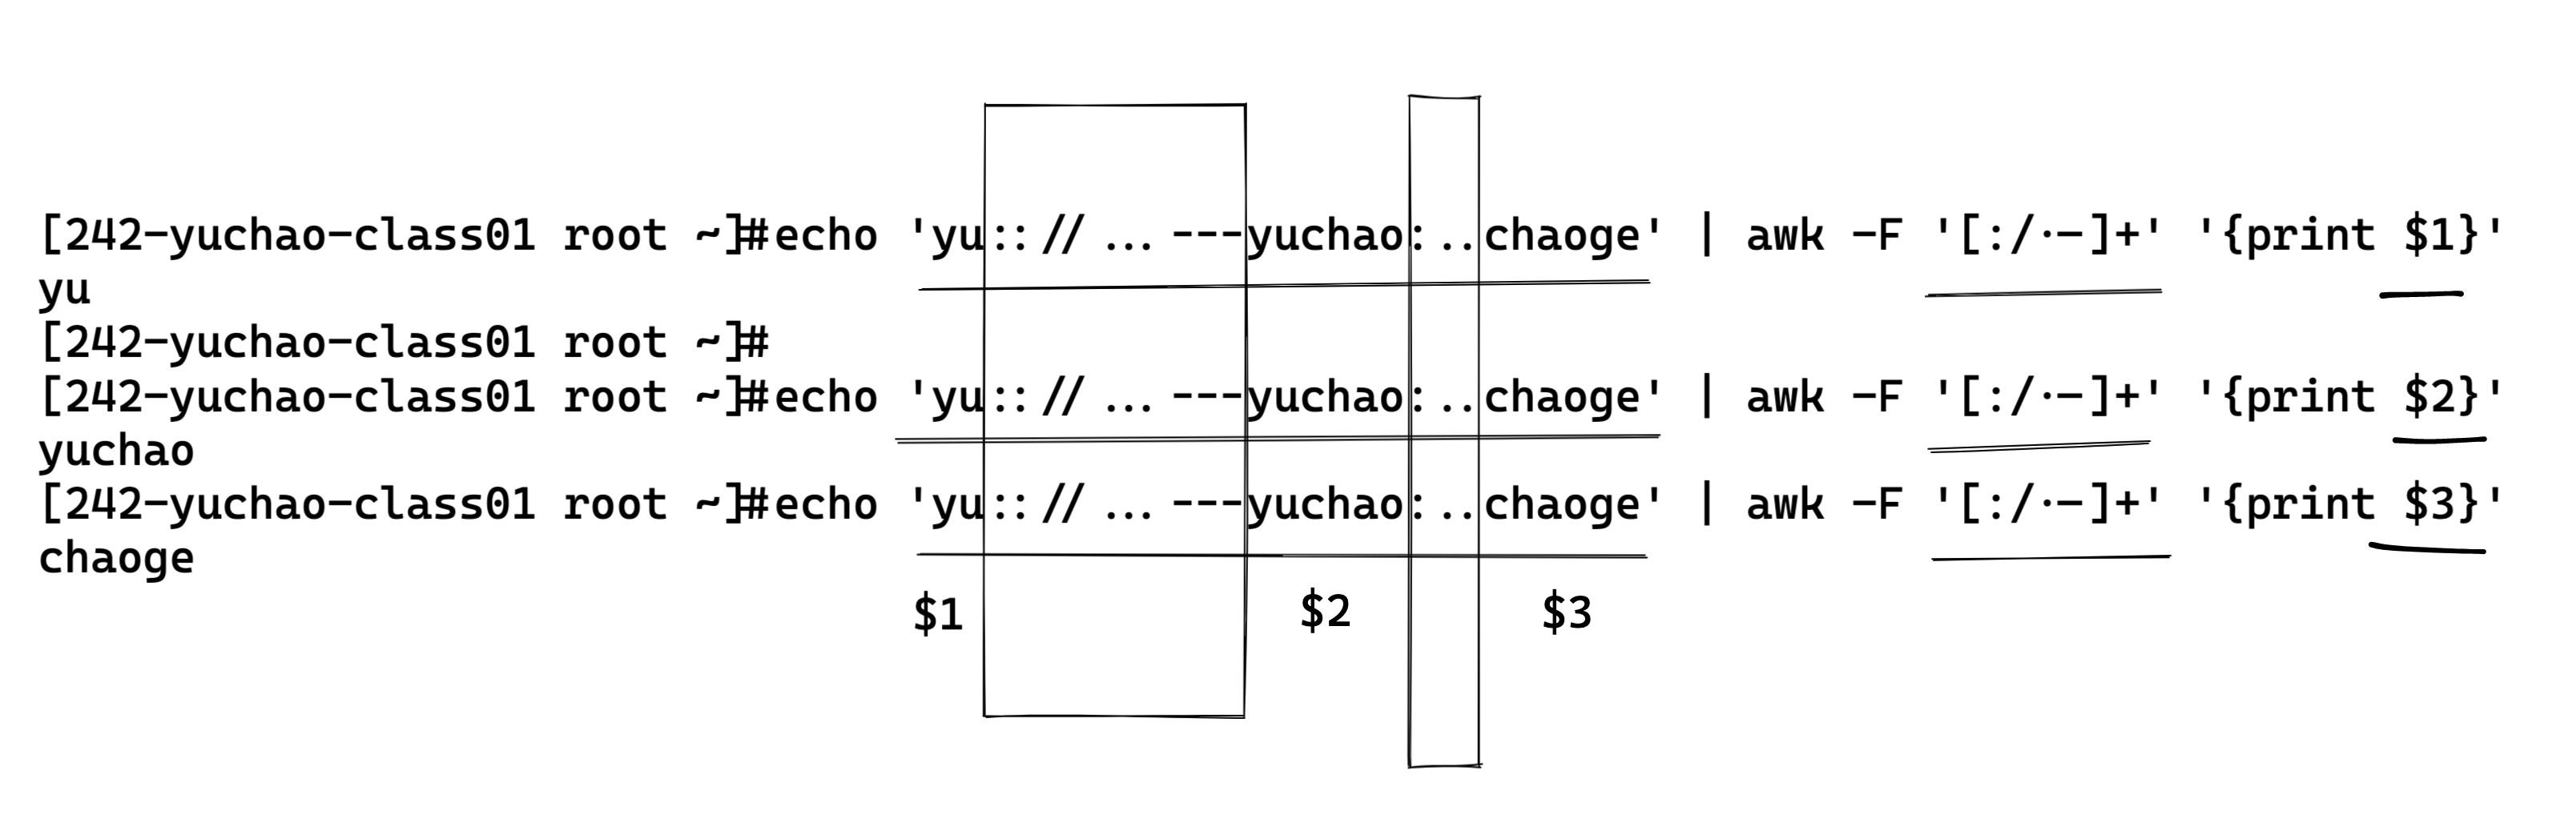 [242-yuchao-class01 root ~]#echo 'yu:://...---yuchao:..chaoge' | awk -F '[:/.-]+' '{print $1}'
yu
[242-yuchao-class01 root ~]#
[242-yuchao-class01 root ~]#echo 'yu:://...---yuchao:..chaoge' | awk -F '[:/.-]+' '{print $2}'
yuchao
[242-yuchao-class01 root ~]#echo 'yu:://...---yuchao:..chaoge' | awk -F '[:/.-]+' '{print $3}'
chaoge
$1 $2 $3